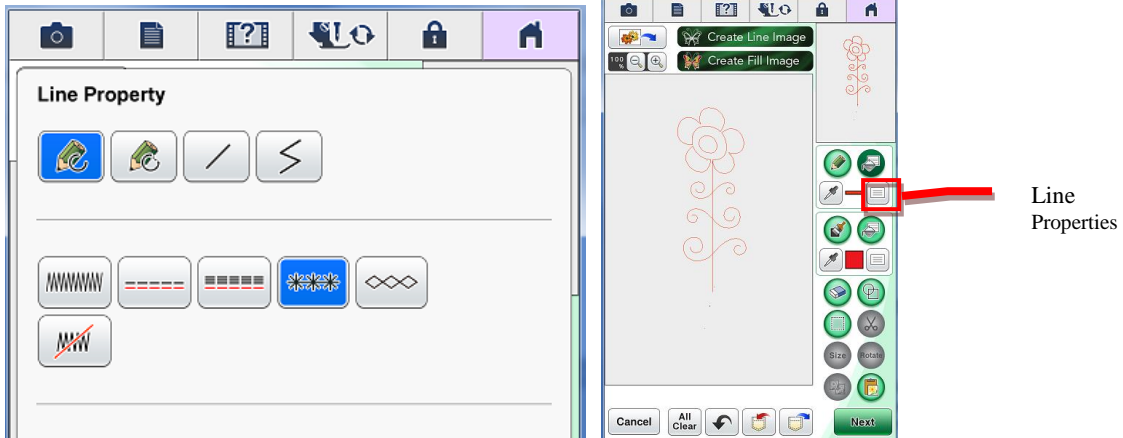 Line Property
Create Line Image
100 %
Create Fill Image
Line
Properties
Size
Rotate
Cancel
All
Clear
Next